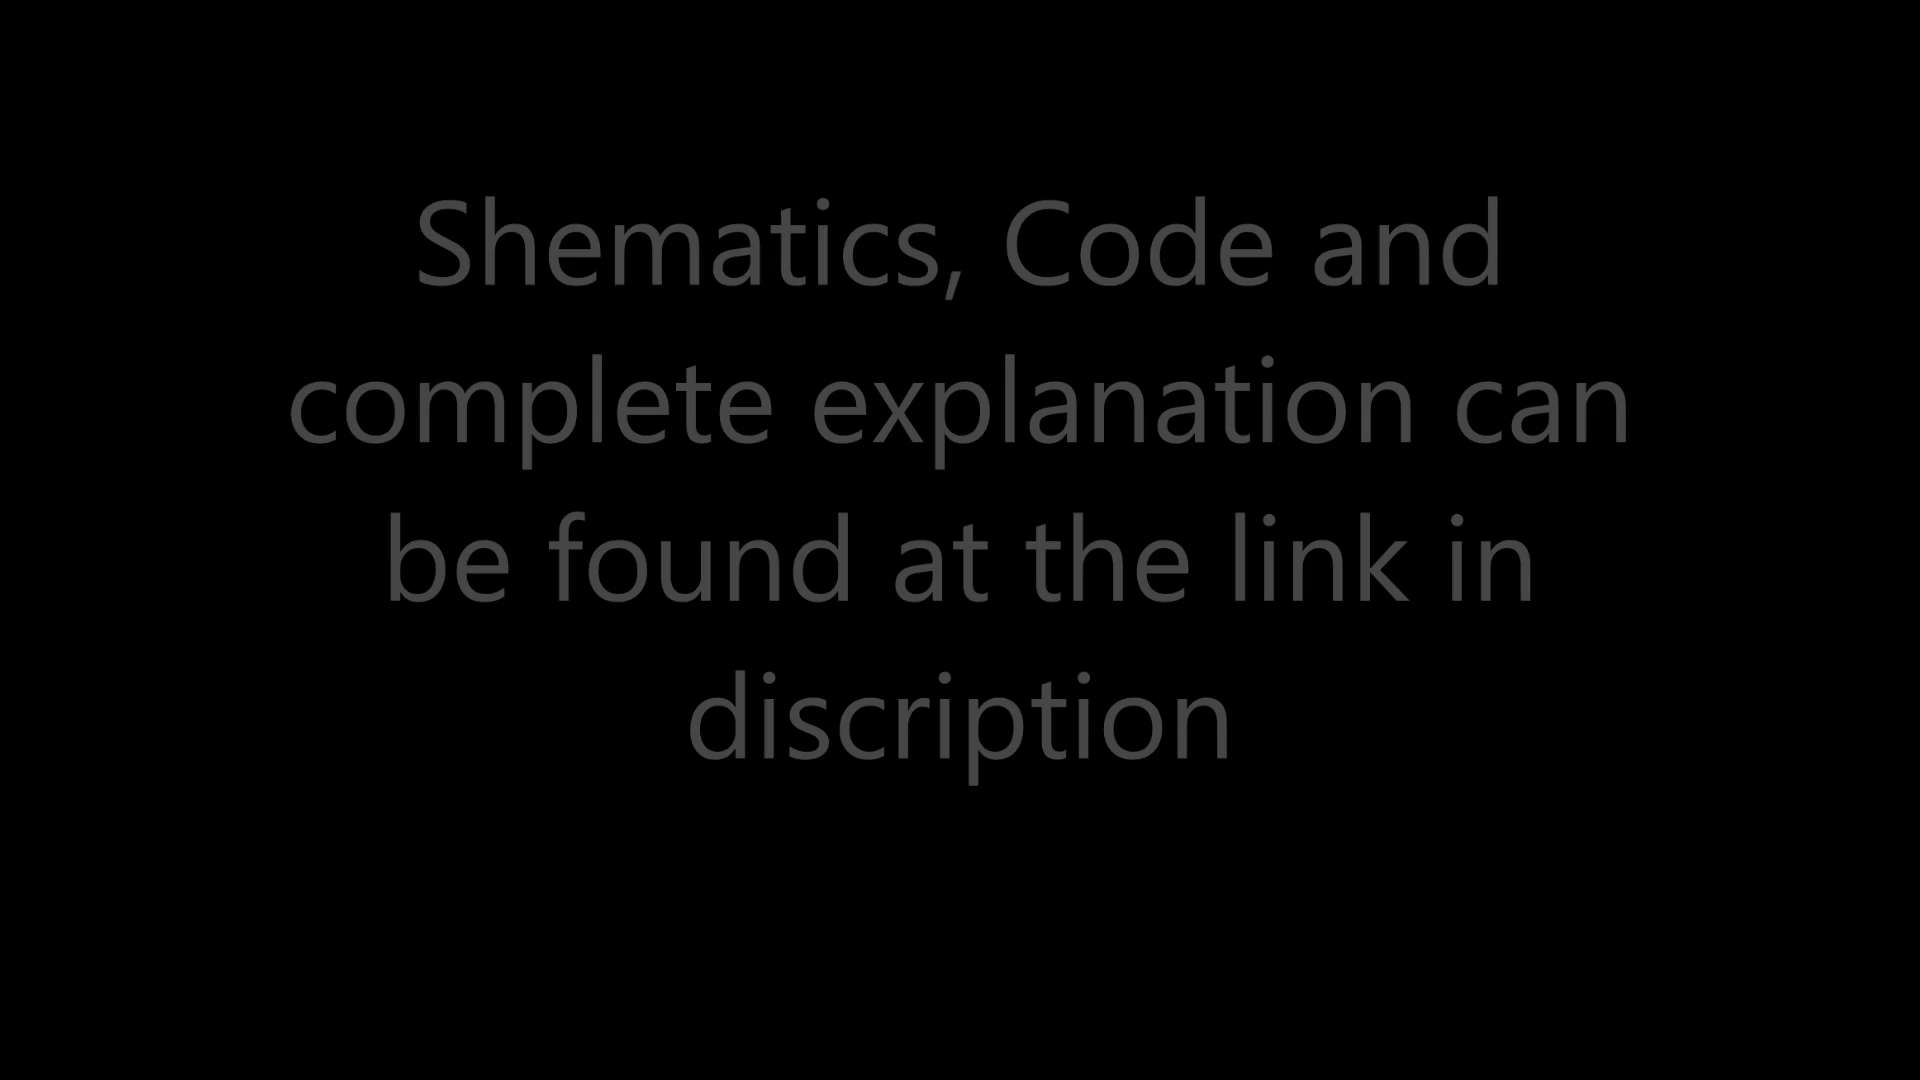 Shematics, Code and
complete explanation can
be found at the link in
discription